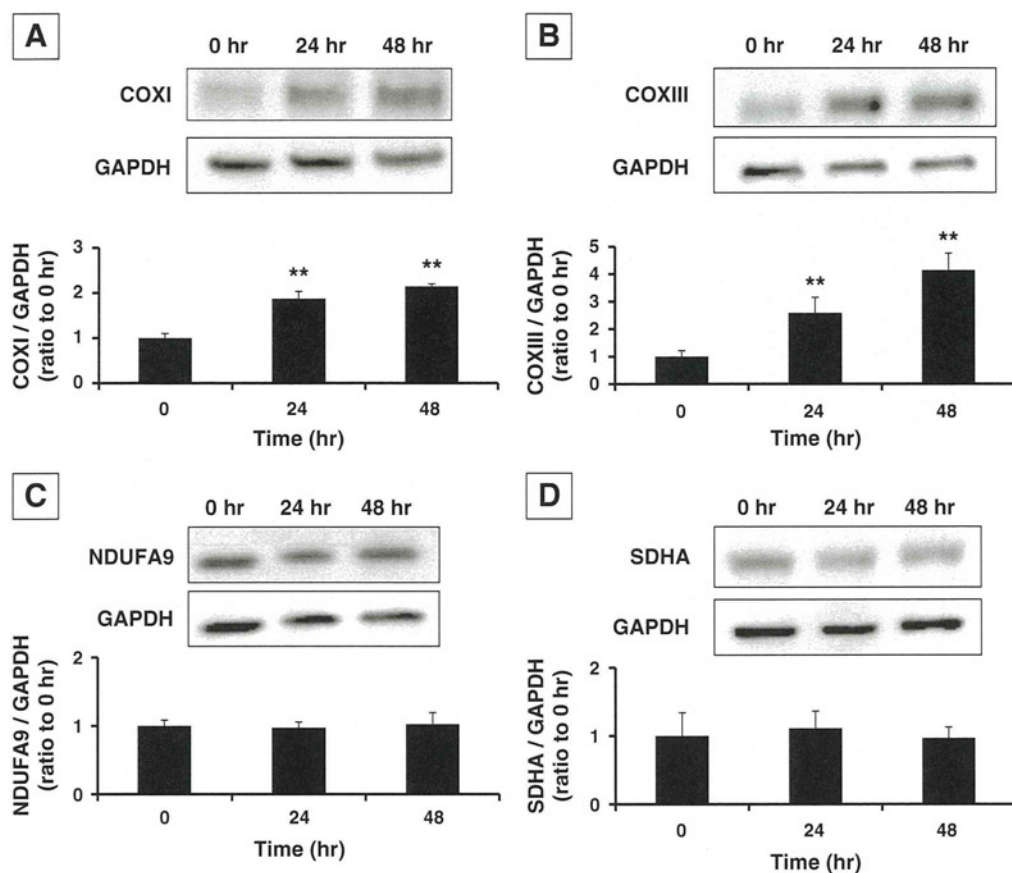 A
0 hr 24 hr 48 hr
COXI
GAPDH
COXI / GAPDH
(ratio to 0 hr)
3
2
1
0
** **
0 24 48
Time (hr)
B
0 hr 24 hr 48 hr
COXIII
GAPDH
COXIII / GAPDH
(ratio to 0 hr)
5
4
3
2
1
0
** **
0 24 48
Time (hr)
C
0 hr 24 hr 48 hr
NDUFA9
GAPDH
NDUFA9 / GAPDH
(ratio to 0 hr)
2
1
0
0 24 48
Time (hr)
D
0 hr 24 hr 48 hr
SDHA
GAPDH
SDHA / GAPDH
(ratio to 0 hr)
2
1
0
0 24 48
Time (hr)